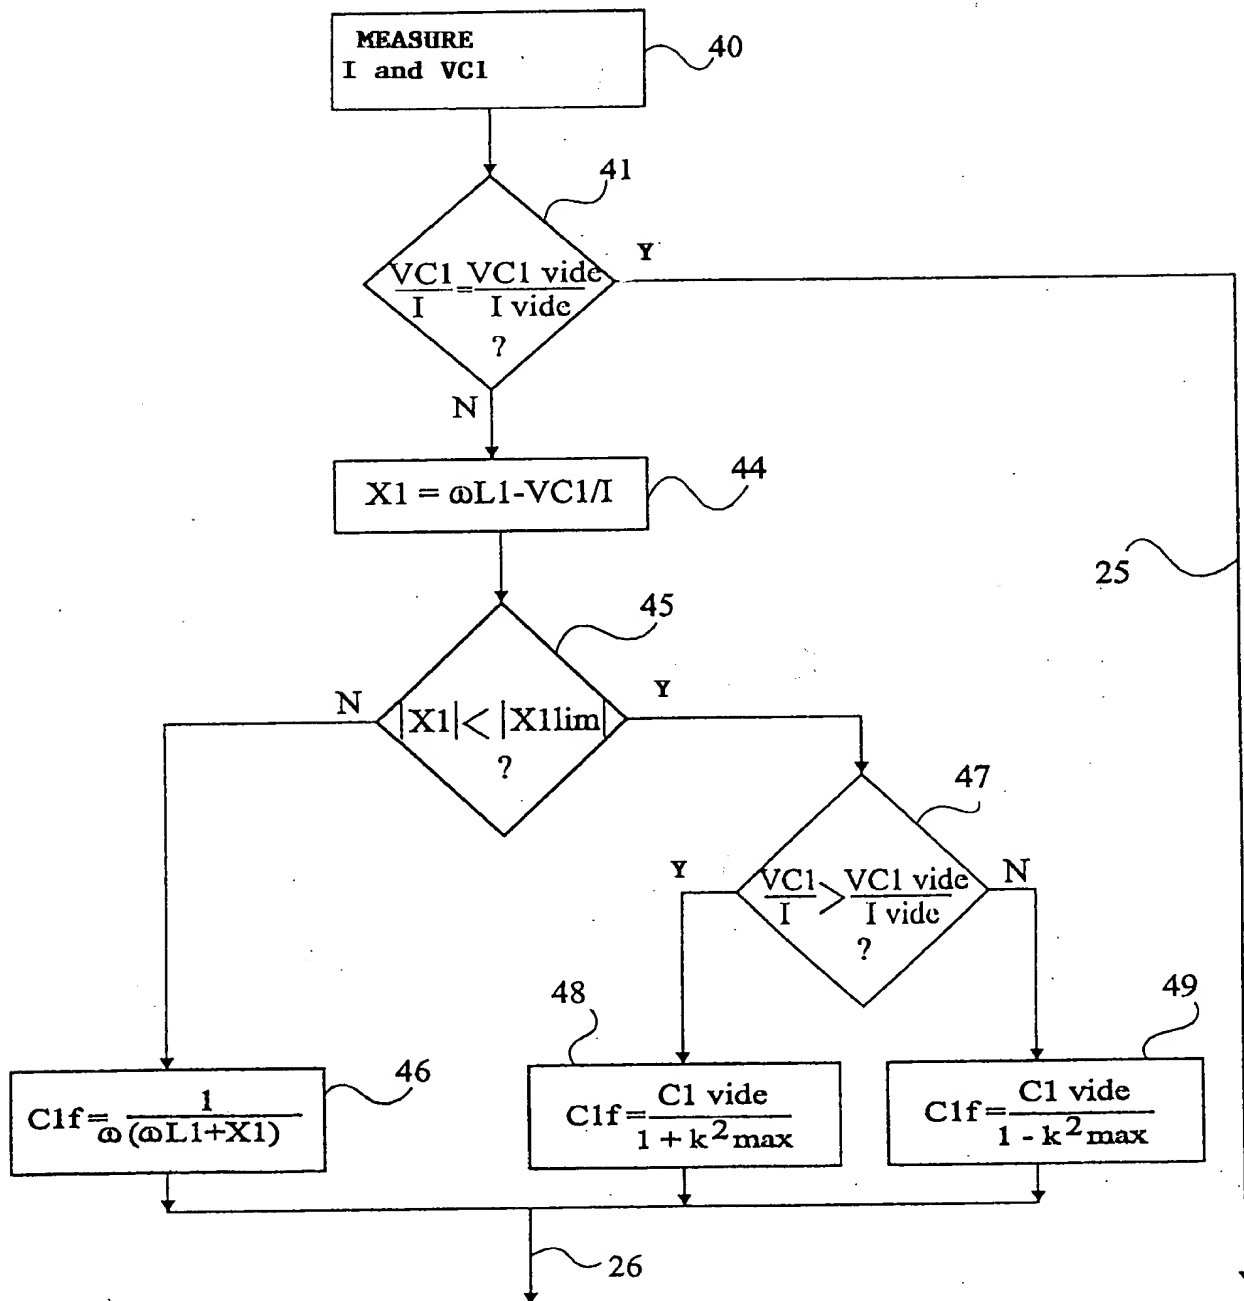 MEASURE
I and VC1
40
41
VC1/I = VC1 vide/I vide
?
Y
N
X1 = ωL1-VC1/I
44
25
45
N
Y
|X1| < |X1lim|
?
47
Y
N
VC1/I > VC1 vide/I vide
?
48
49
46
C1f = 1/ω(ωL1+X1)
C1f = C1 vide/1 + k²max
C1f = C1 vide/1 - k²max
26